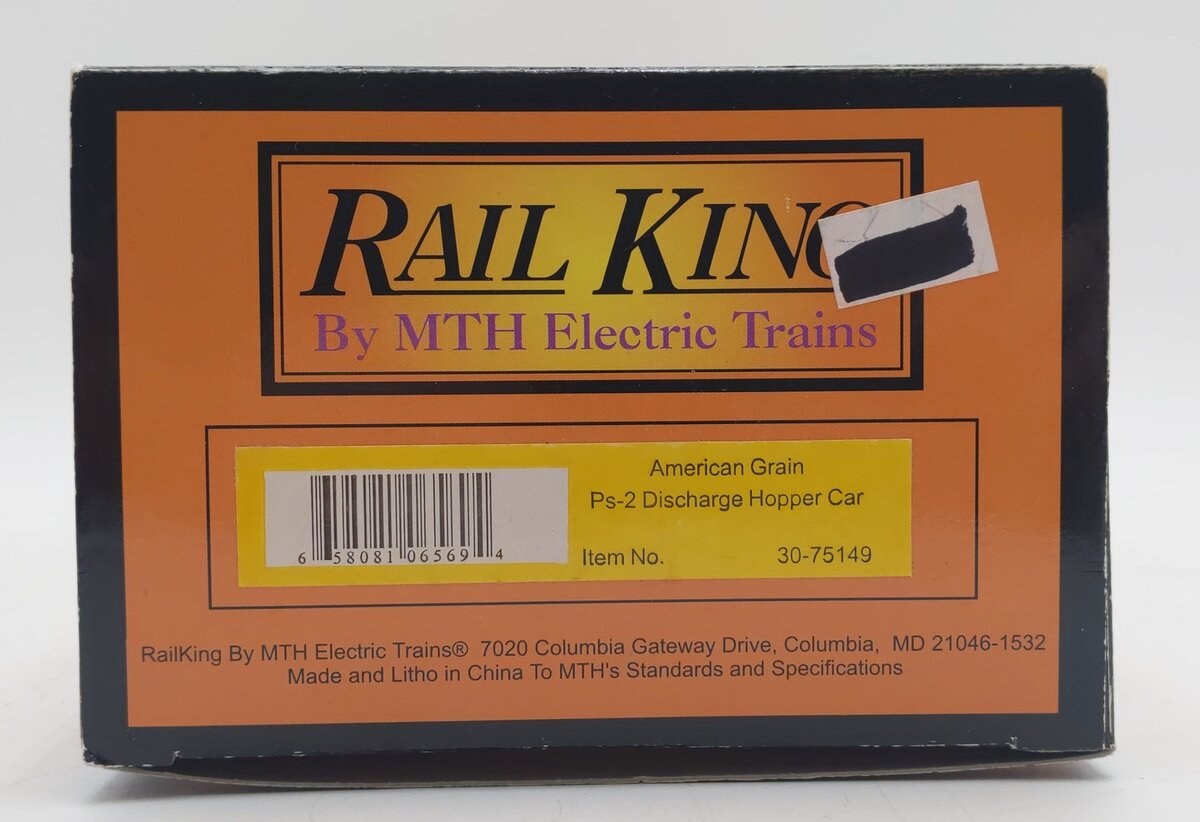 RAIL KING
By MTH Electric Trains
American Grain
Ps-2 Discharge Hopper Car
6 58081 06569 4
Item No. 30-75149
RailKing By MTH Electric Trains® 7020 Columbia Gateway Drive, Columbia, MD 21046-1532
Made and Litho in China To MTH's Standards and Specifications